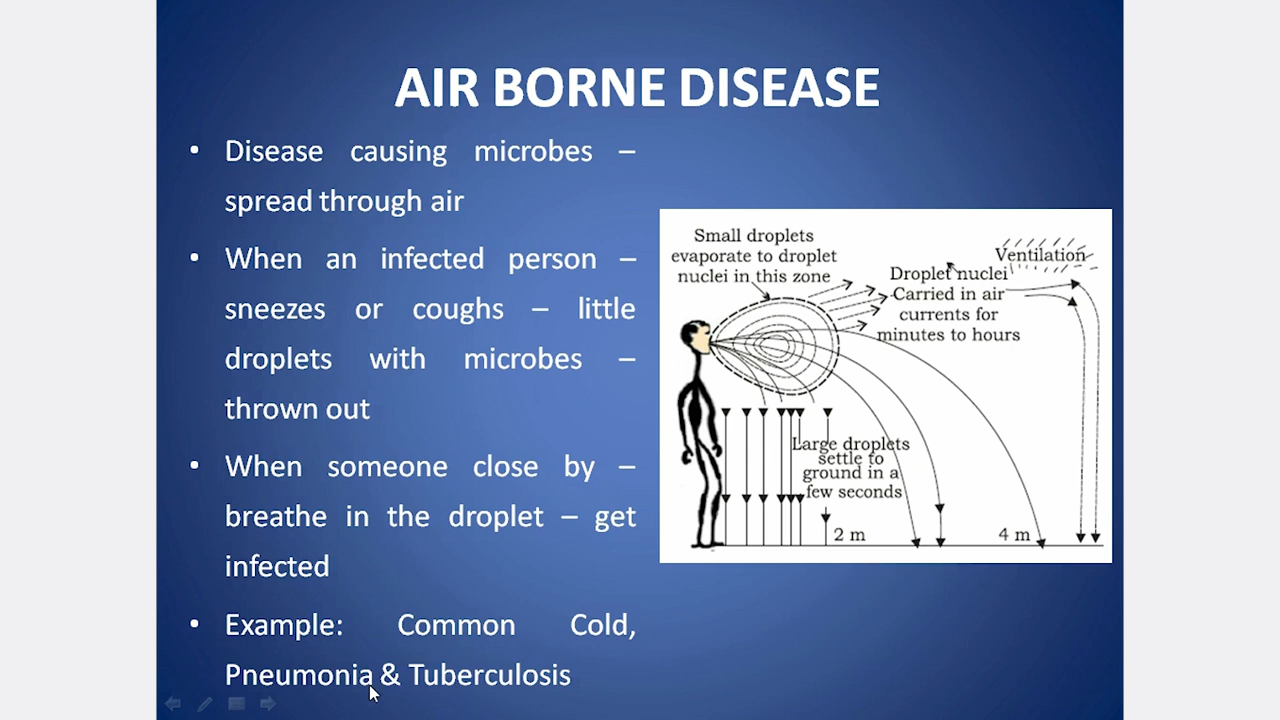 AIR BORNE DISEASE
• Disease causing microbes –
spread through air
• When an infected person –
sneezes or coughs – little
droplets with microbes –
thrown out
• When someone close by –
breathe in the droplet – get
infected
• Example: Common Cold,
Pneumonia & Tuberculosis
Small droplets
evaporate to droplet
nuclei in this zone
Ventilation
Droplet nuclei
Carried in air
currents for
minutes to hours
Large droplets
settle to
ground in a
few seconds
2 m
4 m